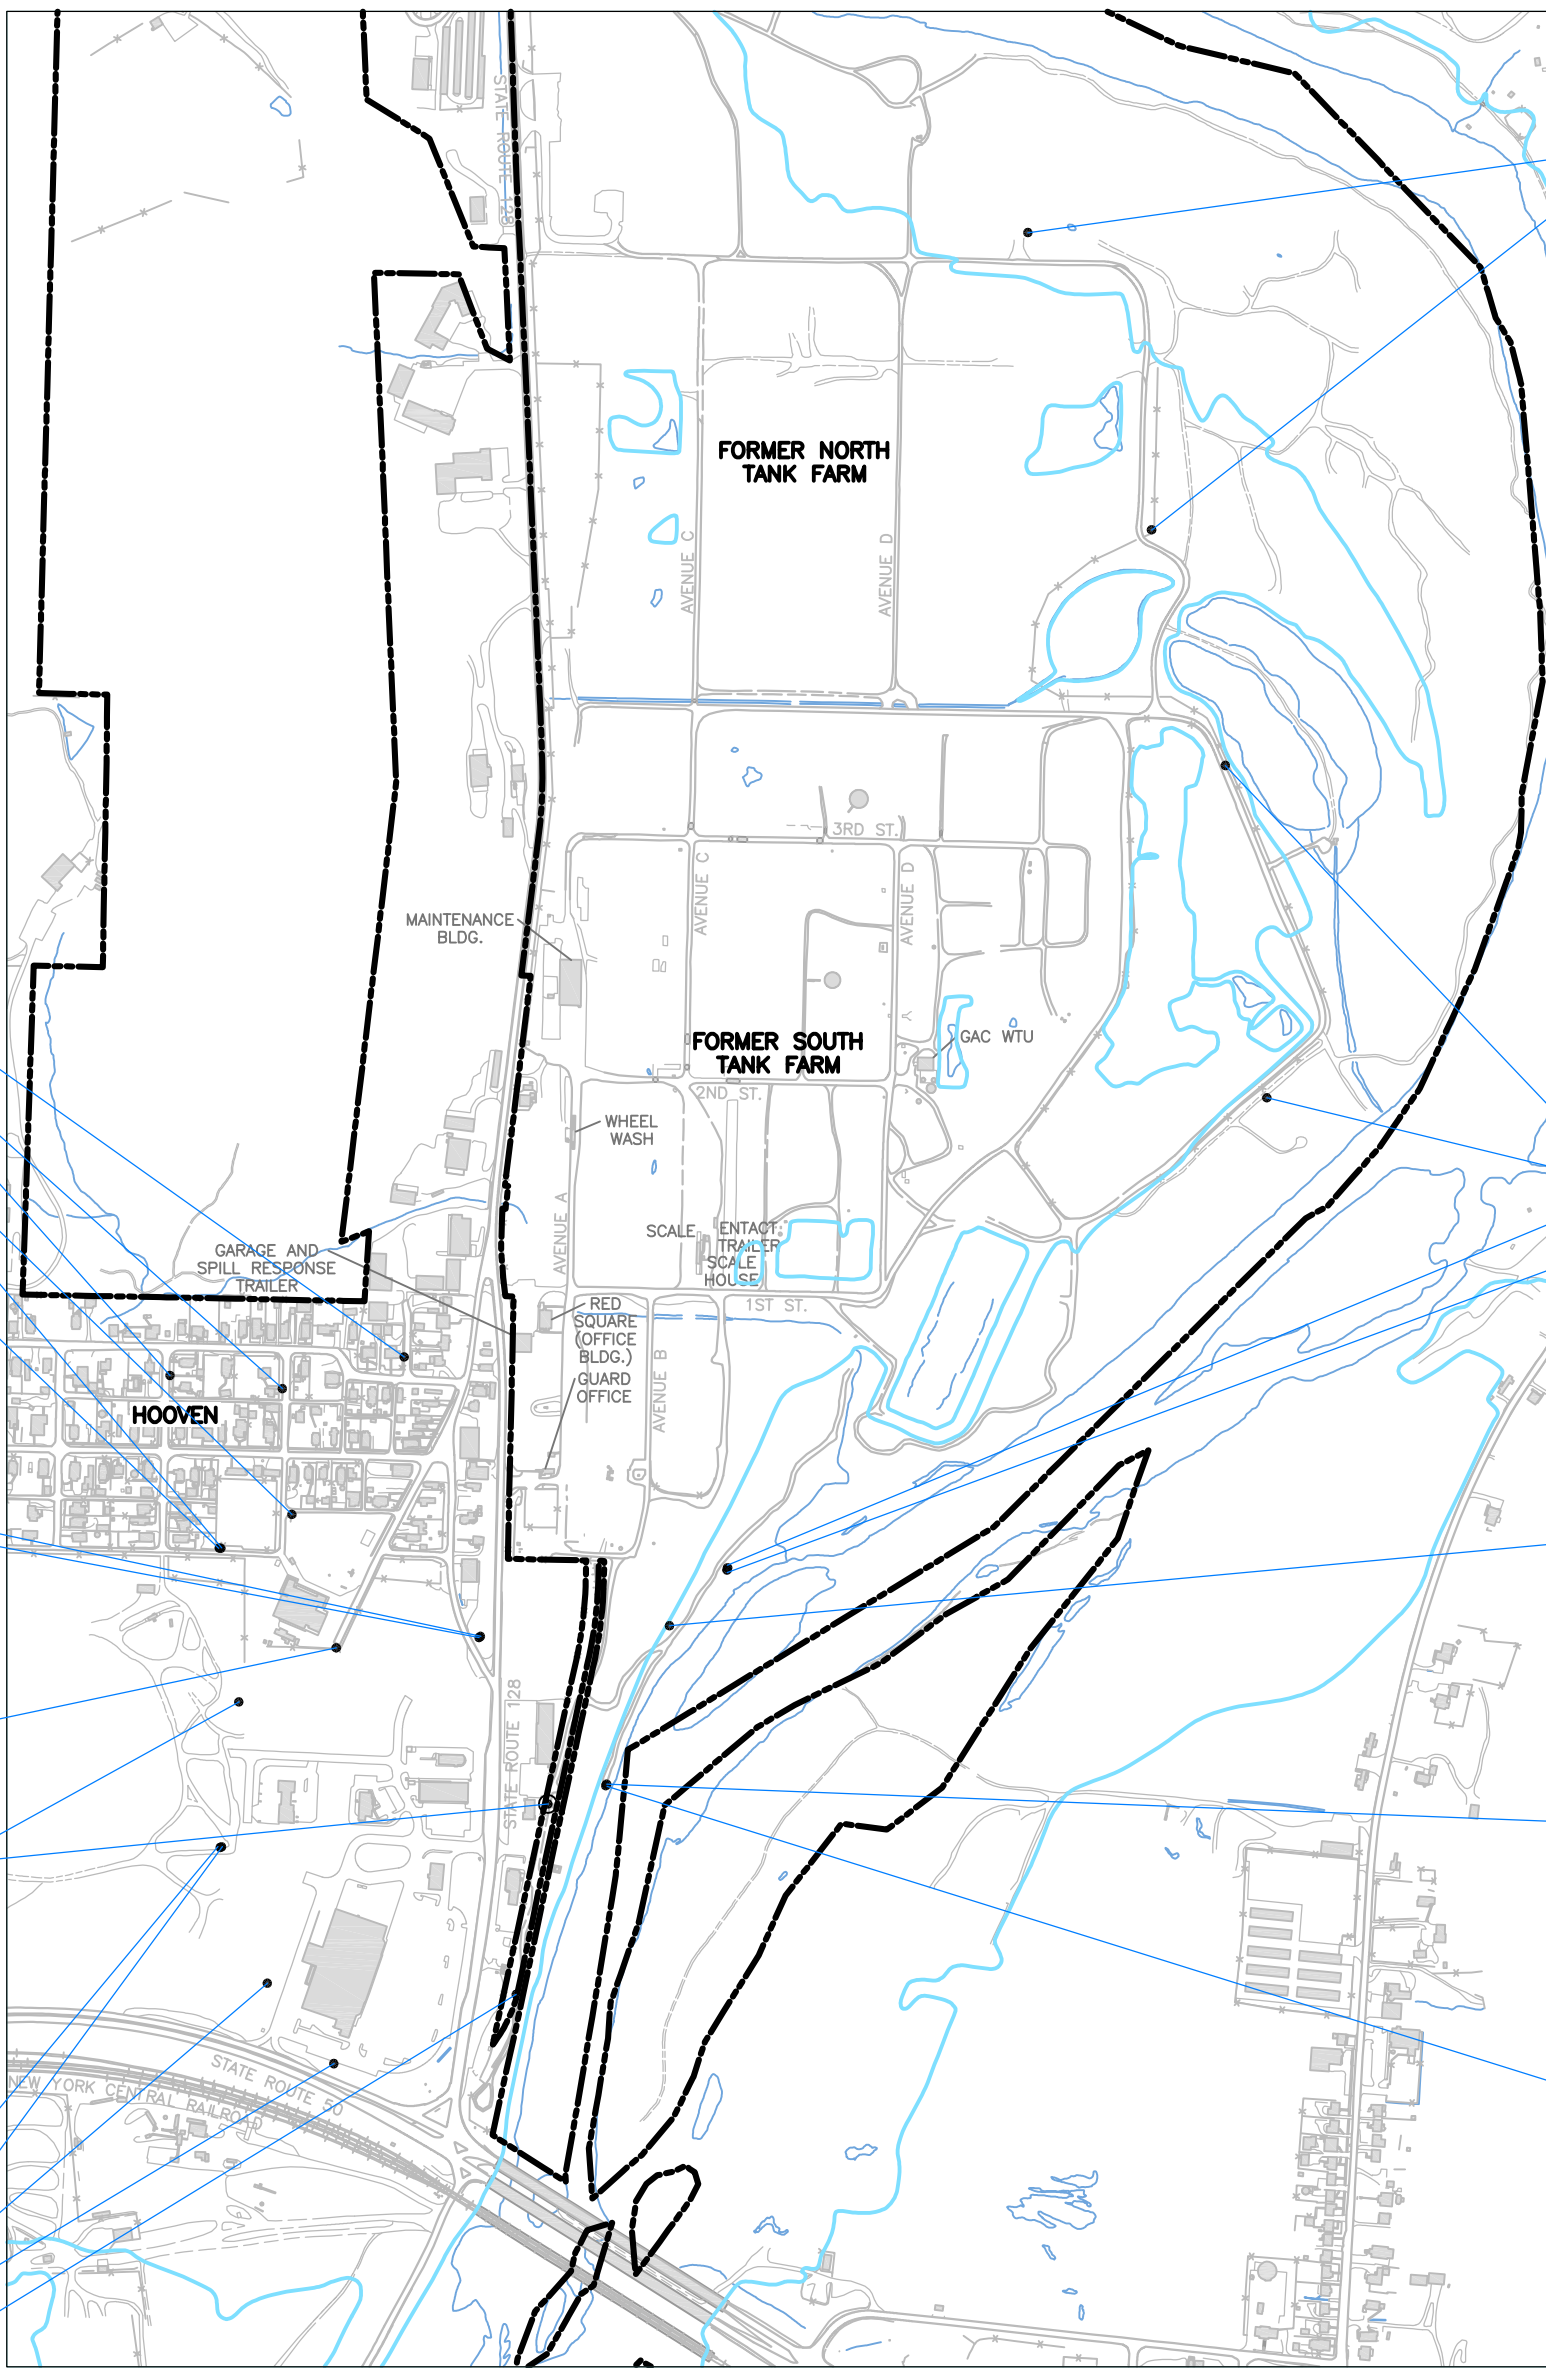 STATE ROUTE 128
FORMER NORTH
TANK FARM
AVENUE C
AVENUE D
3RD ST.
AVENUE C
AVENUE D
MAINTENANCE
BLDG.
FORMER SOUTH
TANK FARM
GAC WTU
2ND ST.
WHEEL
WASH
AVENUE A
SCALE
ENTACT
TRAILER
SCALE
HOUSE
GARAGE AND
SPILL RESPONSE
TRAILER
1ST ST.
RED
SQUARE
(OFFICE
BLDG.)
GUARD
OFFICE
AVENUE B
HOOVEN
STATE ROUTE 128
STATE ROUTE 50
NEW YORK CENTRAL RAILROAD